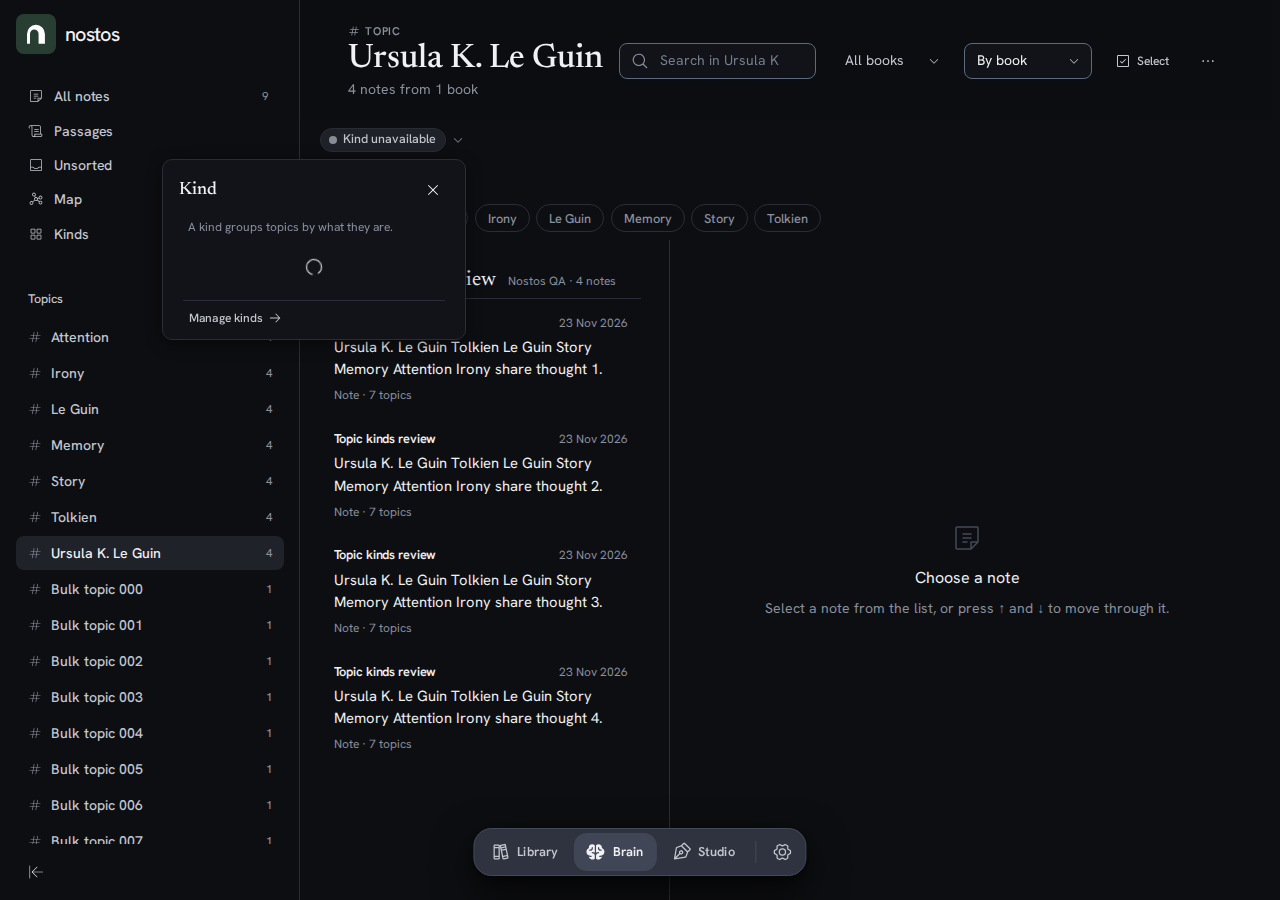 nostos
All notes 9
Passages
Unsorted
Map
Kinds
Topics
# Attention
# Irony 4
# Le Guin 4
# Memory 4
# Story 4
# Tolkien 4
# Ursula K. Le Guin 4
# Bulk topic 000 1
# Bulk topic 001 1
# Bulk topic 002 1
# Bulk topic 003 1
# Bulk topic 004 1
# Bulk topic 005 1
# Bulk topic 006 1
# Bulk topic 007 1
# TOPIC
Ursula K. Le Guin
4 notes from 1 book
Search in Ursula K
All books
By book
Select
Kind unavailable
Kind
A kind groups topics by what they are.
Manage kinds →
Irony
Le Guin
Memory
Story
Tolkien
iew Nostos QA · 4 notes
23 Nov 2026
Ursula K. Le Guin Tolkien Le Guin Story
Memory Attention Irony share thought 1.
Note · 7 topics
Topic kinds review 23 Nov 2026
Ursula K. Le Guin Tolkien Le Guin Story
Memory Attention Irony share thought 2.
Note · 7 topics
Topic kinds review 23 Nov 2026
Ursula K. Le Guin Tolkien Le Guin Story
Memory Attention Irony share thought 3.
Note · 7 topics
Topic kinds review 23 Nov 2026
Ursula K. Le Guin Tolkien Le Guin Story
Memory Attention Irony share thought 4.
Note · 7 topics
Choose a note
Select a note from the list, or press ↑ and ↓ to move through it.
Library
Brain
Studio